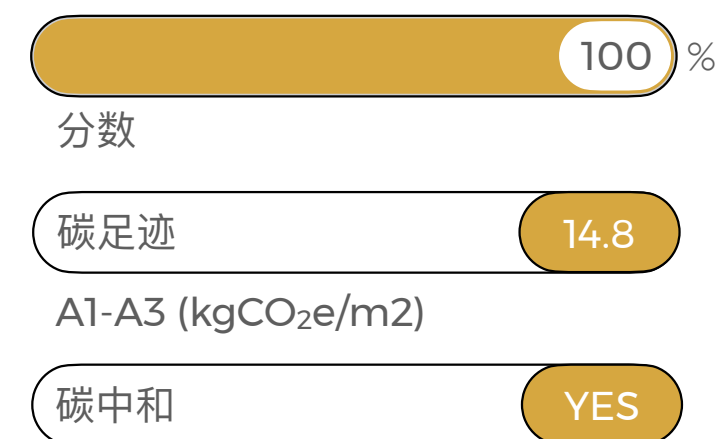 100 %
分数
碳足迹 14.8
A1-A3 (kgCO₂e/m2)
碳中和 YES